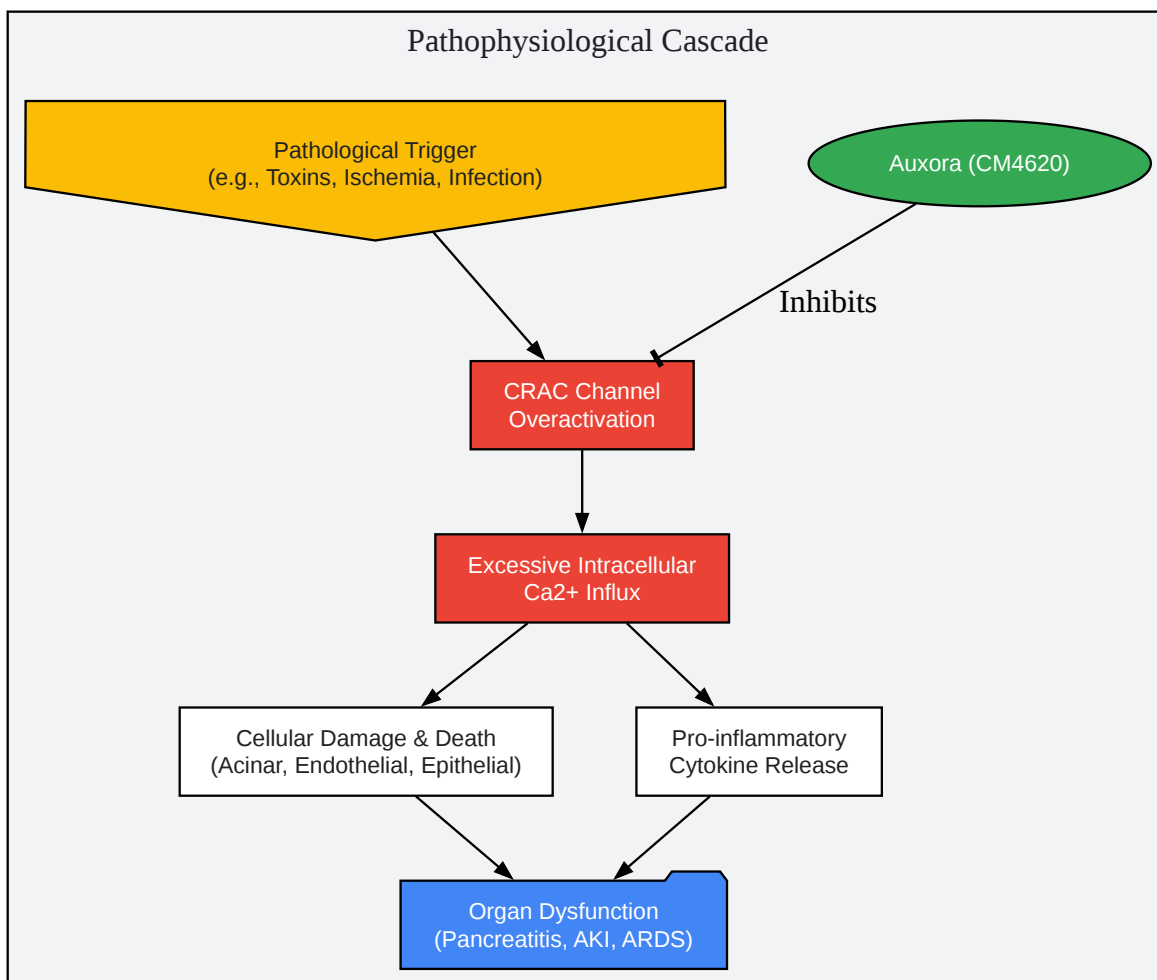 Pathophysiological Cascade
Pathological Trigger
(e.g., Toxins, Ischemia, Infection)
Auxora (CM4620)
Inhibits
CRAC Channel
Overactivation
Excessive Intracellular
Ca2+ Influx
Cellular Damage & Death
(Acinar, Endothelial, Epithelial)
Pro-inflammatory
Cytokine Release
Organ Dysfunction
(Pancreatitis, AKI, ARDS)